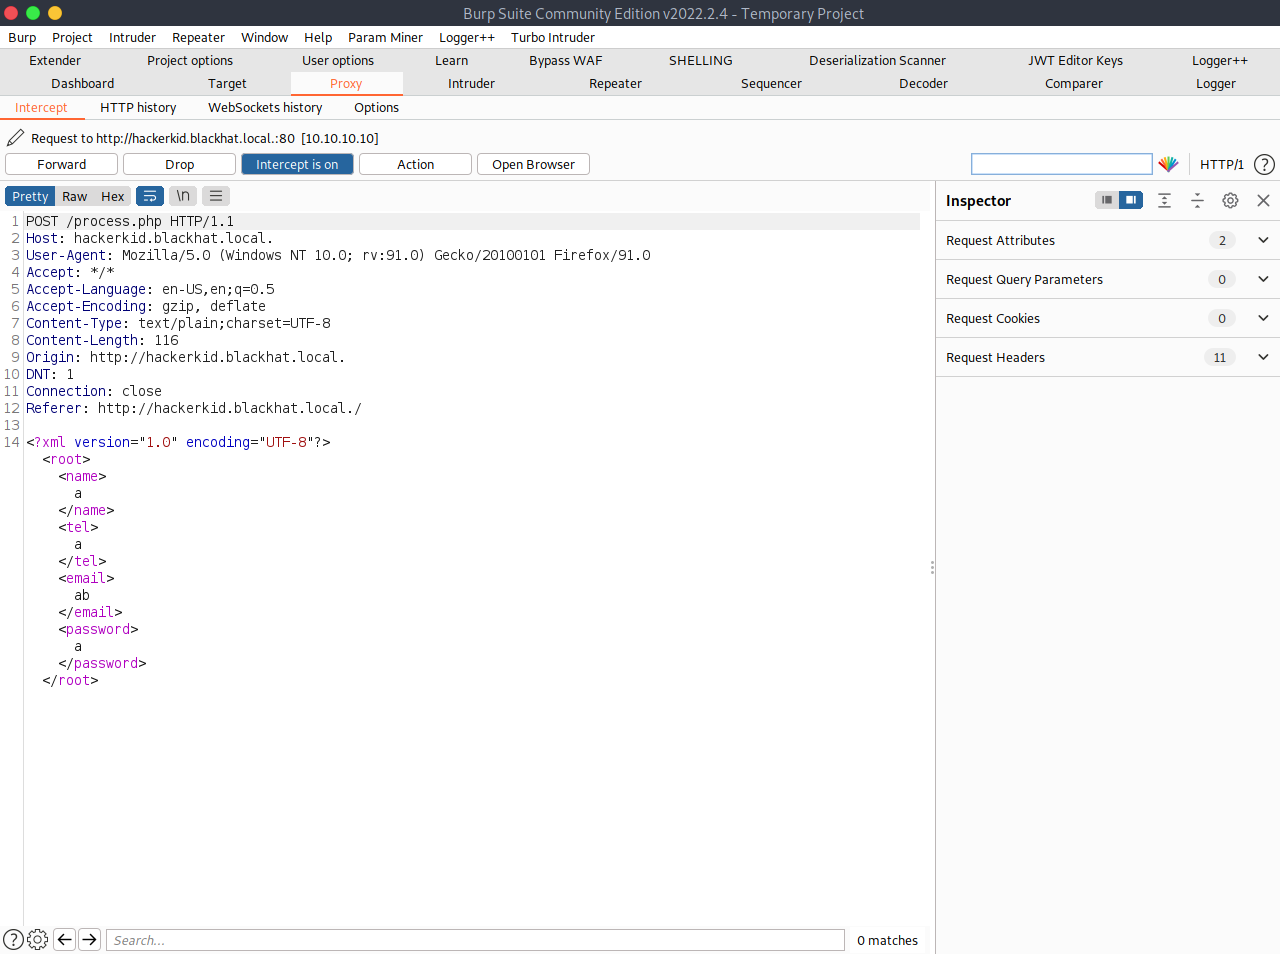 Burp Suite Community Edition v2022.2.4 - Temporary Project
Burp Project Intruder Repeater Window Help Param Miner Logger++ Turbo Intruder
Extender Project options User options Learn Bypass WAF SHELLING Deserialization Scanner JWT Editor Keys Logger++
Dashboard Target Proxy Intruder Repeater Sequencer Decoder Comparer Logger
Intercept HTTP history WebSockets history Options
Request to http://hackerkid.blackhat.local.:80 [10.10.10.10]
Forward Drop Intercept is on Action Open Browser HTTP/1 ?
Pretty Raw Hex \n
Inspector
1 POST /process.php HTTP/1.1
2 Host: hackerkid.blackhat.local.
3 User-Agent: Mozilla/5.0 (Windows NT 10.0; rv:91.0) Gecko/20100101 Firefox/91.0
4 Accept: */*
5 Accept-Language: en-US,en;q=0.5
6 Accept-Encoding: gzip, deflate
7 Content-Type: text/plain;charset=UTF-8
8 Content-Length: 116
9 Origin: http://hackerkid.blackhat.local.
10 DNT: 1
11 Connection: close
12 Referer: http://hackerkid.blackhat.local./
13
14 <?xml version="1.0" encoding="UTF-8"?>
<root>
<name>
a
</name>
<tel>
a
</tel>
<email>
ab
</email>
<password>
a
</password>
</root>
Request Attributes 2
Request Query Parameters 0
Request Cookies 0
Request Headers 11
? Search... 0 matches